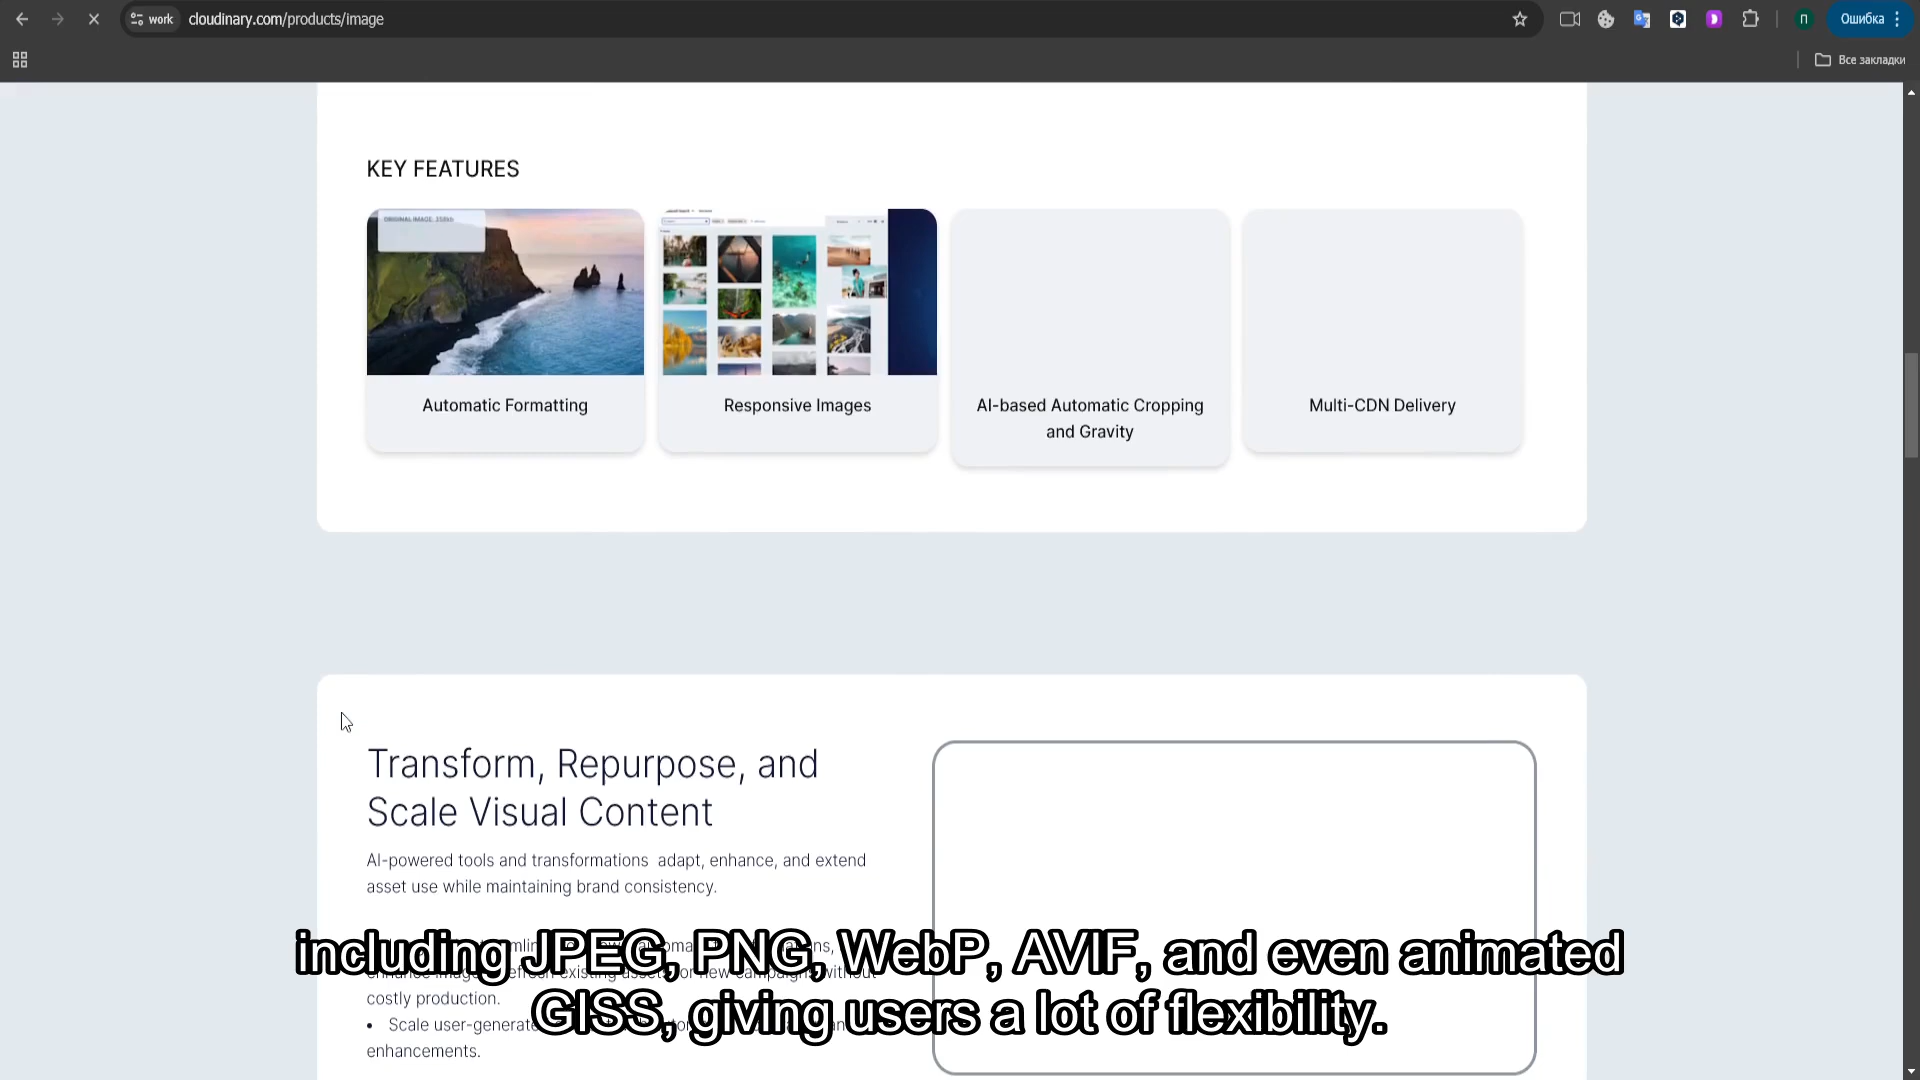 work cloudinary.com/products/image
П Ошибка
Все закладки
KEY FEATURES
ORIGINAL IMAGE:
Automatic Formatting
Responsive Images
AI-based Automatic Cropping
and Gravity
Multi-CDN Delivery
Transform, Repurpose, and
Scale Visual Content
AI-powered tools and transformations adapt, enhance, and extend
asset use while maintaining brand consistency.
including JPEG, PNG, WebP, AVIF, and even animated
GISS, giving users a lot of flexibility.
costly production.
• Scale
enhancements.